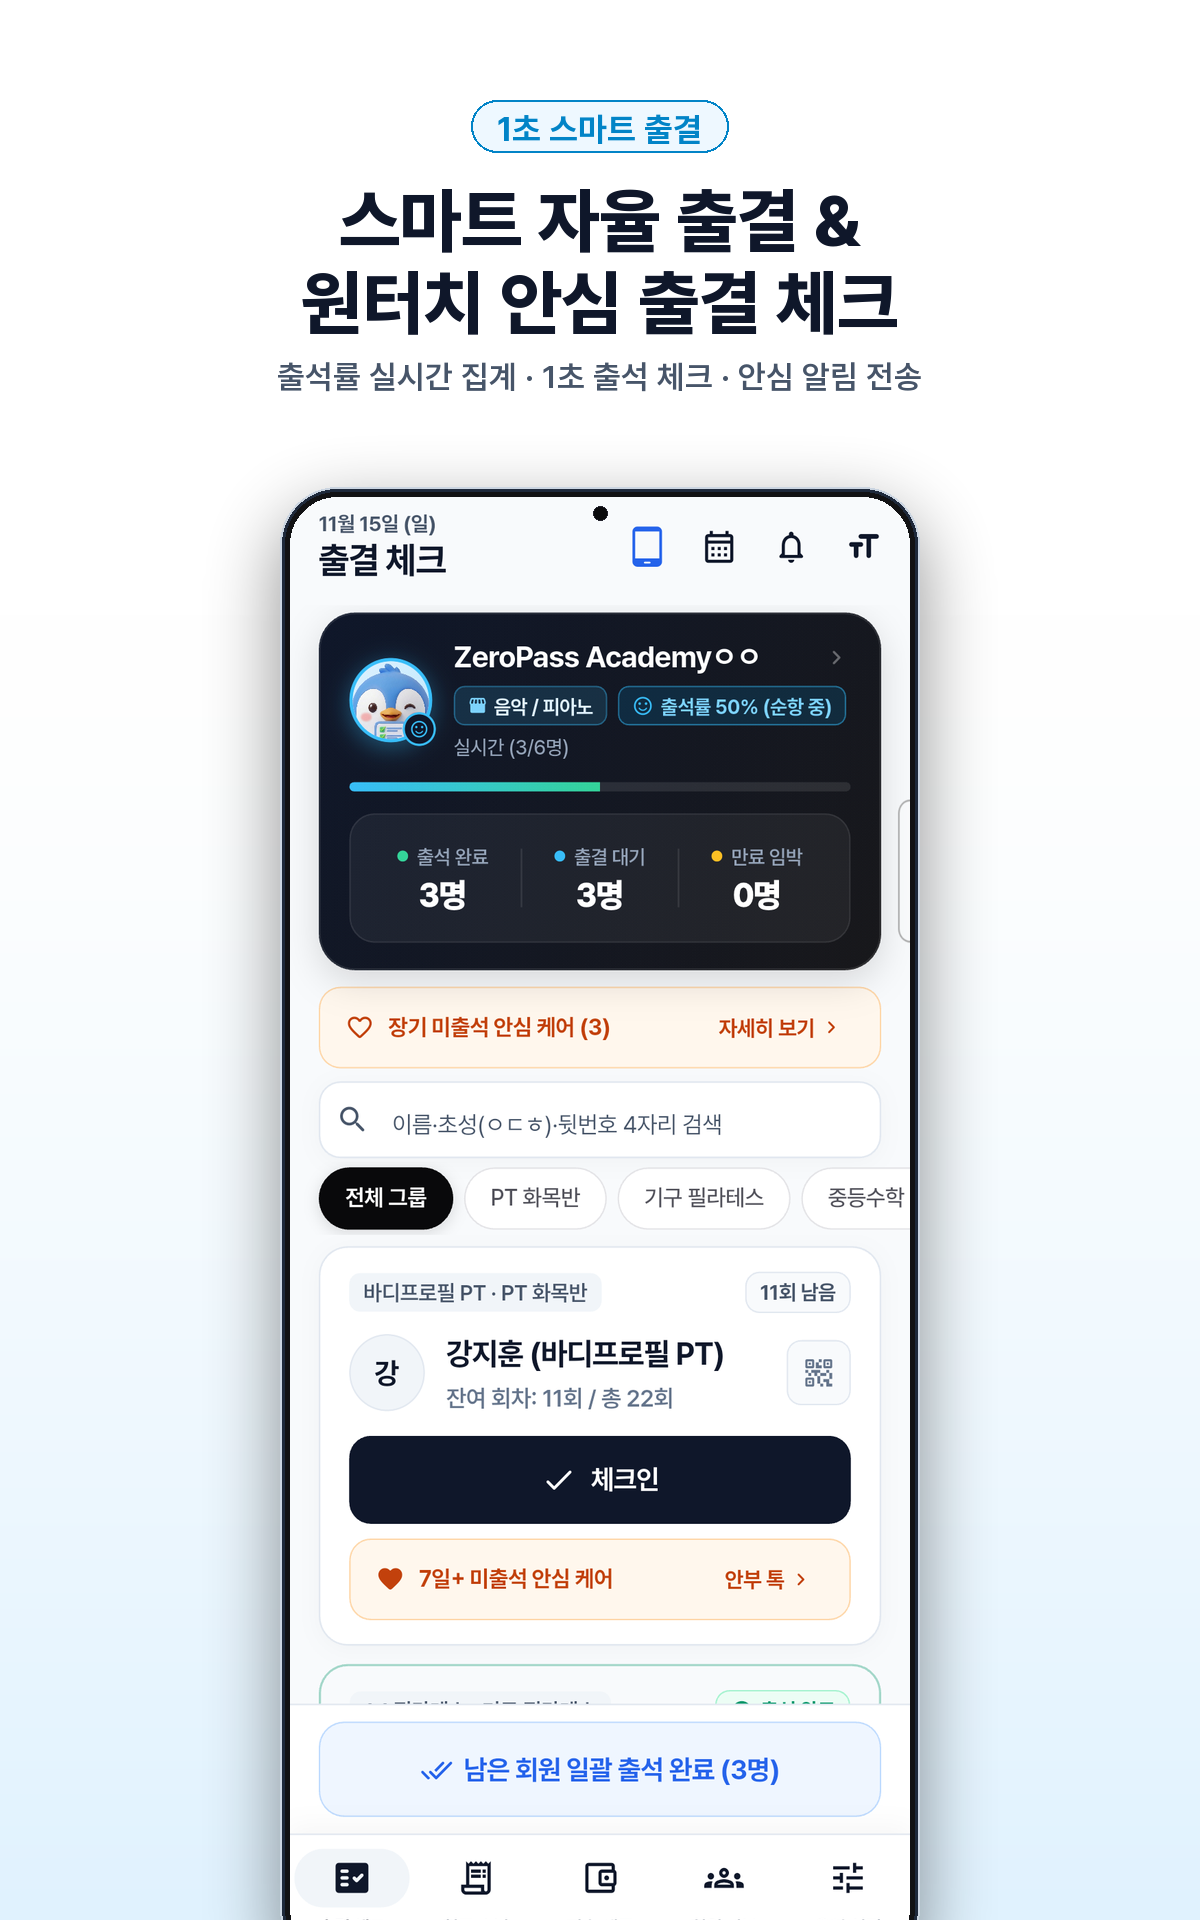 1초 스마트 출결
스마트 자율 출결 &
원터치 안심 출결 체크
출석률 실시간 집계 · 1초 출석 체크 · 안심 알림 전송
11월 15일 (일)
출결 체크
ZeroPass Academyㅇㅇ
음악 / 피아노
출석률 50% (순항 중)
실시간 (3/6명)
출석 완료
출결 대기
만료 임박
3명
3명
0명
장기 미출석 안심 케어 (3)
자세히 보기
이름·초성(ㅇㄷㅎ)·뒷번호 4자리 검색
전체 그룹
PT 화목반
기구 필라테스
중등수학
바디프로필 PT · PT 화목반
11회 남음
강
강지훈 (바디프로필 PT)
잔여 회차: 11회 / 총 22회
체크인
7일+ 미출석 안심 케어
안부 톡
남은 회원 일괄 출석 완료 (3명)